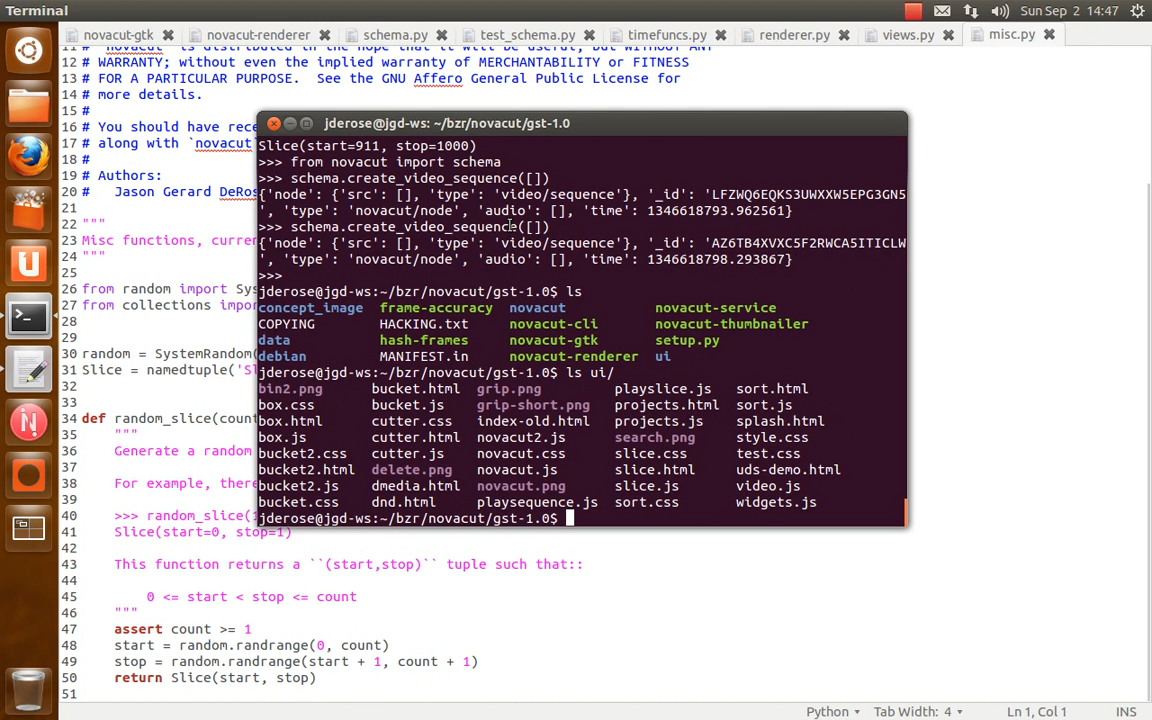 Terminal
Sun Sep 2 14:47
novacut-gtk novacut-renderer schema.py test_schema.py timefuncs.py renderer.py views.py misc.py
11 # `novacut` is distributed in the hope that it will be useful, but WITHOUT ANY
12 # WARRANTY; without even the implied warranty of MERCHANTABILITY or FITNESS
13 # FOR A PARTICULAR PURPOSE. See the GNU Affero General Public License for
14 # more details.
15 #
16 # You should have rece
17 # along with `novacut`
18 #
19 # Authors:
20 # Jason Gerard DeRos
21
22 """
23 Misc functions, curren
24 """
25
26 from random import Sys
27 from collections impor
28
29
30 random = SystemRandom(
31 Slice = namedtuple('Sl
32
33
34 def random_slice(count
35 """
36 Generate a random
37
38 For example, there
39
40 >>> random_slice(1
41 Slice(start=0, stop=1)
42
43 This function returns a ``(start,stop)`` tuple such that::
44
45 0 <= start < stop <= count
46 """
47 assert count >= 1
48 start = random.randrange(0, count)
49 stop = random.randrange(start + 1, count + 1)
50 return Slice(start, stop)
51
jderose@jgd-ws: ~/bzr/novacut/gst-1.0
Slice(start=911, stop=1000)
>>> from novacut import schema
>>> schema.create_video_sequence([])
{'node': {'src': [], 'type': 'video/sequence'}, '_id': 'LFZWQ6EQKS3UWXXW5EPG3GN5
', 'type': 'novacut/node', 'audio': [], 'time': 1346618793.962561}
>>> schema.create_video_sequence([])
{'node': {'src': [], 'type': 'video/sequence'}, '_id': 'AZ6TB4XVXC5F2RWCA5ITICLW
', 'type': 'novacut/node', 'audio': [], 'time': 1346618798.293867}
>>>
jderose@jgd-ws:~/bzr/novacut/gst-1.0$ ls
concept_image frame-accuracy novacut novacut-service
COPYING HACKING.txt novacut-cli novacut-thumbnailer
data hash-frames novacut-gtk setup.py
debian MANIFEST.in novacut-renderer ui
jderose@jgd-ws:~/bzr/novacut/gst-1.0$ ls ui/
bin2.png bucket.html grip.png playslice.js sort.html
box.css bucket.js grip-short.png projects.html sort.js
box.html cutter.css index-old.html projects.js splash.html
box.js cutter.html novacut2.js search.png style.css
bucket2.css cutter.js novacut.css slice.css test.css
bucket2.html delete.png novacut.js slice.html uds-demo.html
bucket2.js dmedia.html novacut.png slice.js video.js
bucket.css dnd.html playsequence.js sort.css widgets.js
jderose@jgd-ws:~/bzr/novacut/gst-1.0$
Python Tab Width: 4 Ln 1, Col 1 INS